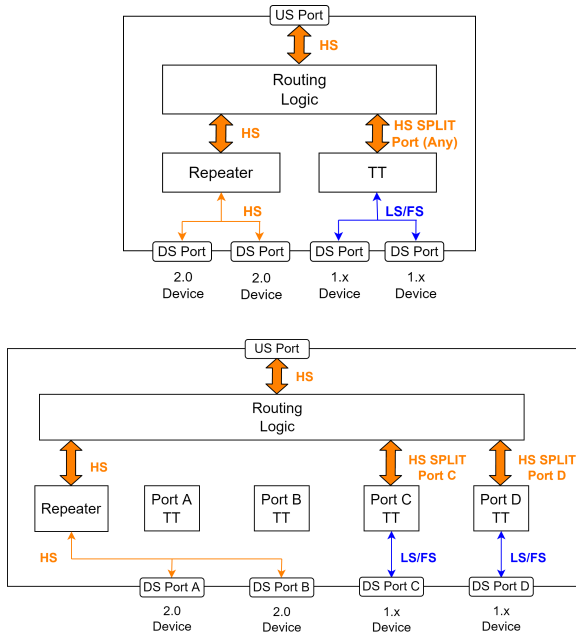 US Port
HS
Routing
Logic
HS
HS SPLIT
Port (Any)
Repeater
TT
HS
LS/FS
DS Port
DS Port
DS Port
DS Port
2.0
Device
2.0
Device
1.x
Device
1.x
Device
US Port
HS
Routing
Logic
HS
HS SPLIT
Port C
HS SPLIT
Port D
Repeater
Port A
TT
Port B
TT
Port C
TT
Port D
TT
HS
LS/FS
LS/FS
DS Port A
DS Port B
DS Port C
DS Port D
2.0
Device
2.0
Device
1.x
Device
1.x
Device